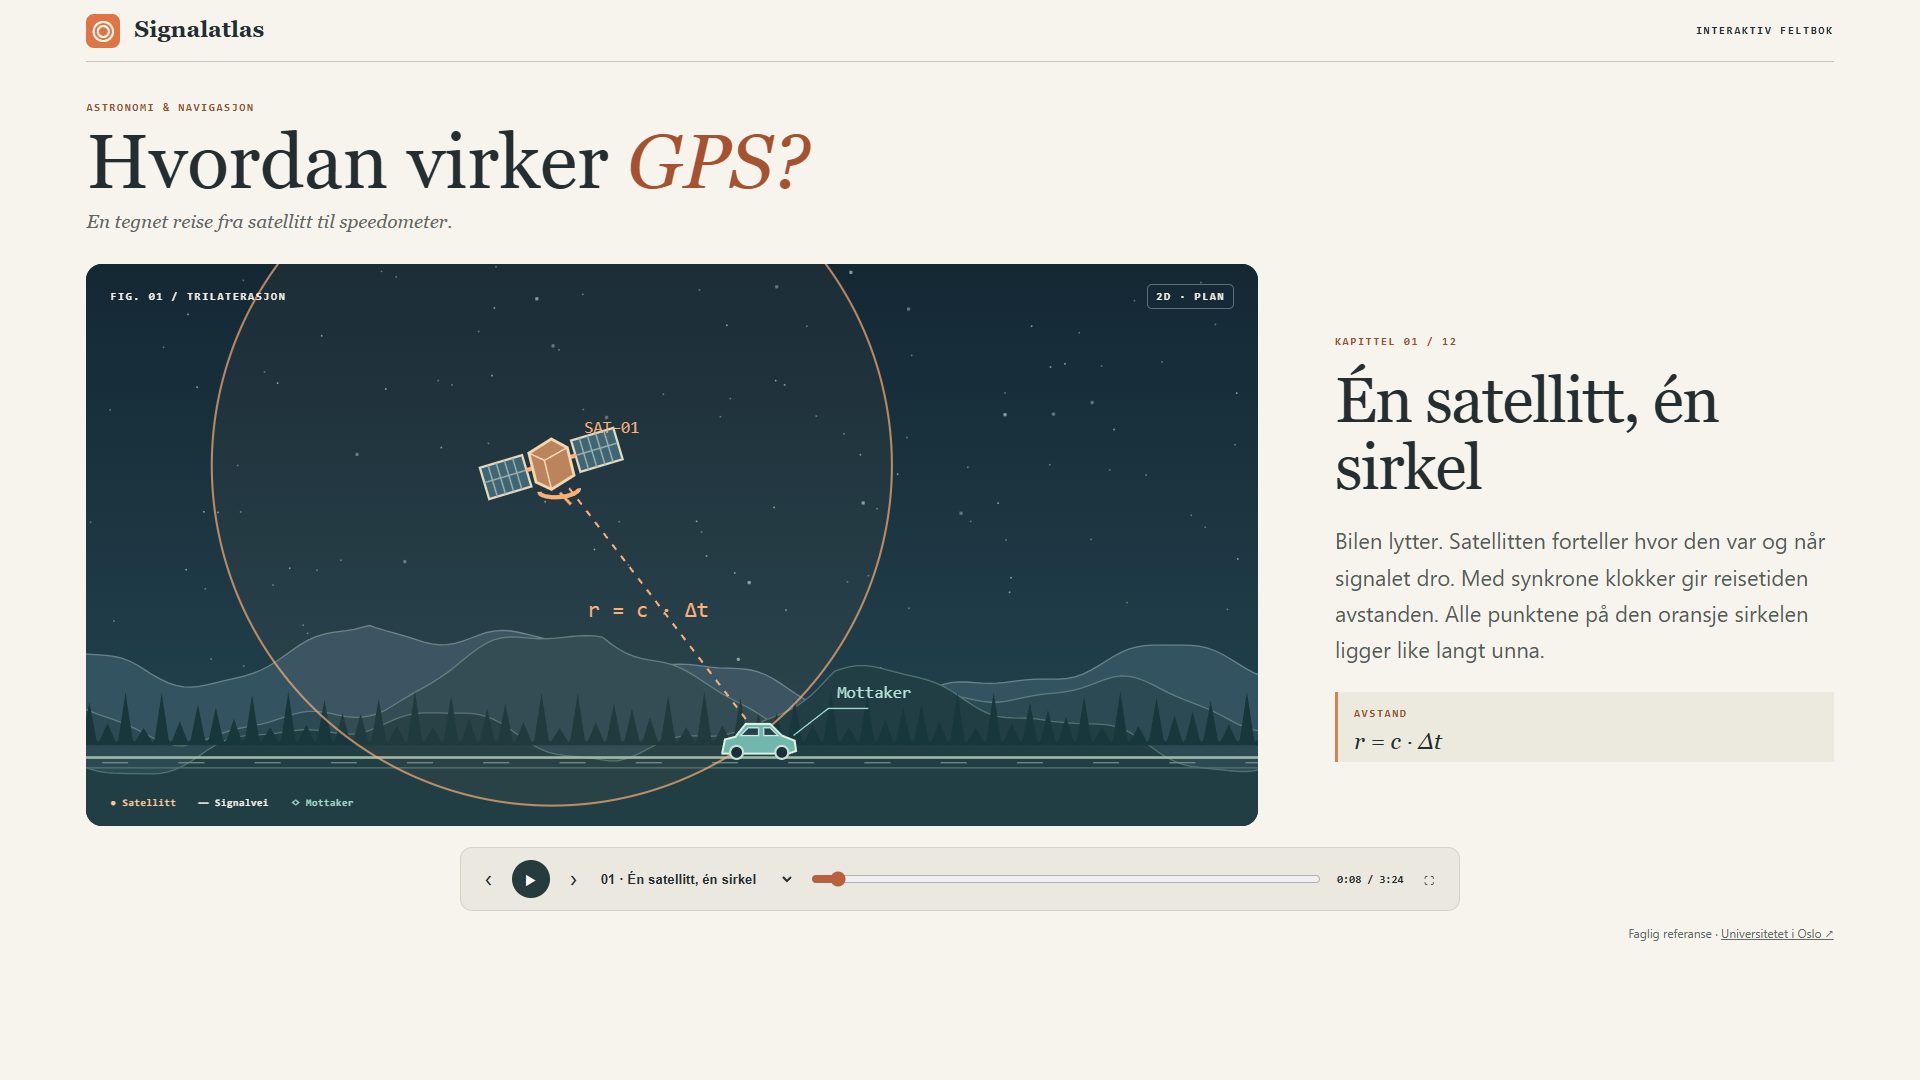 Signalatlas
INTERAKTIV FELTBOK
ASTRONOMI & NAVIGASJON
Hvordan virker GPS?
En tegnet reise fra satellitt til speedometer.
FIG. 01 / TRILATERASJON
2D · PLAN
SAT-01
r = c · Δt
Mottaker
● Satellitt — Signalvei ◇ Mottaker
KAPITTEL 01 / 12
Én satellitt, én
sirkel
Bilen lytter. Satellitten forteller hvor den var og når
signalet dro. Med synkrone klokker gir reisetiden
avstanden. Alle punktene på den oransje sirkelen
ligger like langt unna.
AVSTAND
r = c · Δt
01 · Én satellitt, én sirkel
0:08 / 3:24
Faglig referanse · Universitetet i Oslo ↗